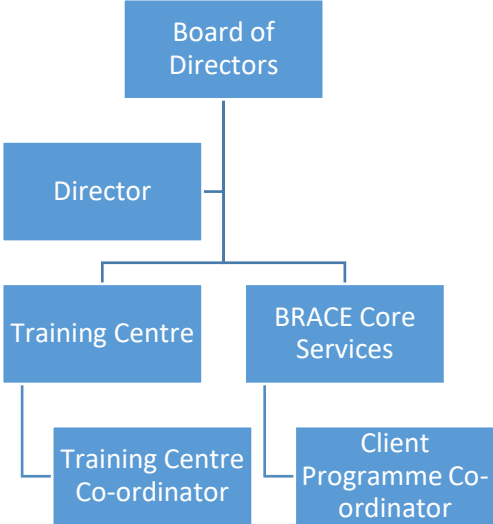 Board of
Directors
Director
Training Centre
BRACE Core
Services
Training Centre
Co-ordinator
Client
Programme Co-
ordinator